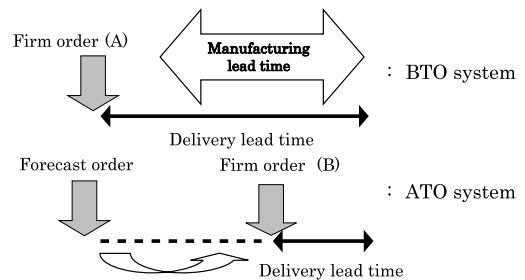 Firm order (A)
Manufacturing
lead time
: BTO system
Delivery lead time
Forecast order
Firm order (B)
: ATO system
Delivery lead time